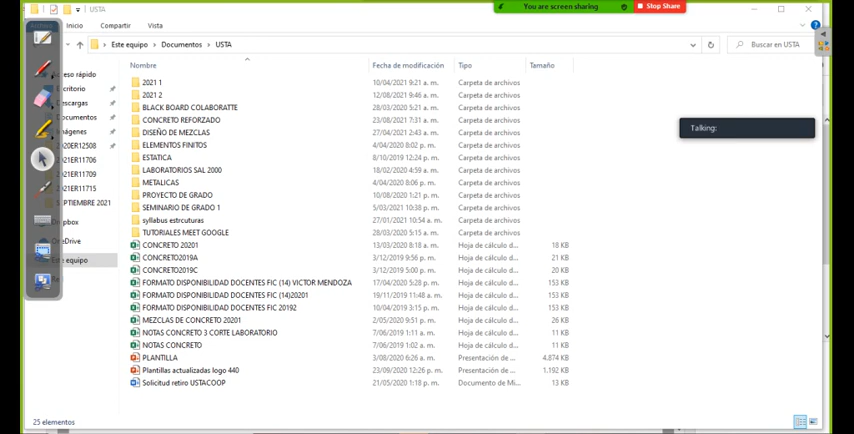 USTA
You are screen sharing
Stop Share
Inicio Compartir Vista
Este equipo > Documentos > USTA
Buscar en USTA
Nombre Fecha de modificación Tipo Tamaño
2021 1 10/04/2021 9:21 a. m. Carpeta de archivos
2021 2 12/08/2021 9:46 a. m. Carpeta de archivos
BLACK BOARD COLABORATTE 28/03/2020 5:21 a. m. Carpeta de archivos
CONCRETO REFORZADO 23/08/2021 7:31 a. m. Carpeta de archivos
DISEÑO DE MEZCLAS 27/04/2021 2:43 a. m. Carpeta de archivos
ELEMENTOS FINITOS 4/04/2020 8:02 p. m. Carpeta de archivos
ESTATICA 8/10/2019 12:24 p. m. Carpeta de archivos
LABORATORIOS SAL 2000 18/02/2020 4:59 a. m. Carpeta de archivos
METALICAS 4/04/2020 8:06 p. m. Carpeta de archivos
PROYECTO DE GRADO 10/08/2020 1:21 p. m. Carpeta de archivos
SEMINARIO DE GRADO 1 5/03/2021 10:38 p. m. Carpeta de archivos
syllabus estrcuturas 27/01/2021 10:54 a. m. Carpeta de archivos
TUTORIALES MEET GOOGLE 28/03/2020 5:15 a. m. Carpeta de archivos
CONCRETO 20201 13/03/2020 8:18 a. m. Hoja de cálculo d... 18 KB
CONCRETO2019A 3/12/2019 9:56 p. m. Hoja de cálculo d... 21 KB
CONCRETO2019C 3/12/2019 5:00 p. m. Hoja de cálculo d... 20 KB
FORMATO DISPONIBILIDAD DOCENTES FIC (14) VICTOR MENDOZA 17/04/2020 5:28 p. m. Hoja de cálculo d... 153 KB
FORMATO DISPONIBILIDAD DOCENTES FIC (14)20201 19/11/2019 11:48 a. m. Hoja de cálculo d... 153 KB
FORMATO DISPONIBILIDAD DOCENTES FIC 20192 10/04/2019 3:15 p. m. Hoja de cálculo d... 153 KB
MEZCLAS DE CONCRETO 20201 2/05/2020 9:51 p. m. Hoja de cálculo d... 26 KB
NOTAS CONCRETO 3 CORTE LABORATORIO 7/06/2019 1:11 a. m. Hoja de cálculo d... 11 KB
NOTAS CONCRETO 7/06/2019 1:02 a. m. Hoja de cálculo d... 11 KB
PLANTILLA 3/08/2020 6:26 a. m. Presentación de ... 4.874 KB
Plantillas actualizadas logo 440 23/09/2020 12:26 p. m. Presentación de ... 1.192 KB
Solicitud retiro USTACOOP 21/05/2020 1:18 p. m. Documento de Mi... 13 KB
ceso rápido
critorio
escargas
ocumentos
ágenes
020ER12508
021ER11706
021ER11709
021ER11715
PTIEMBRE 2021
pbox
eDrive
te equipo
Talking:
25 elementos